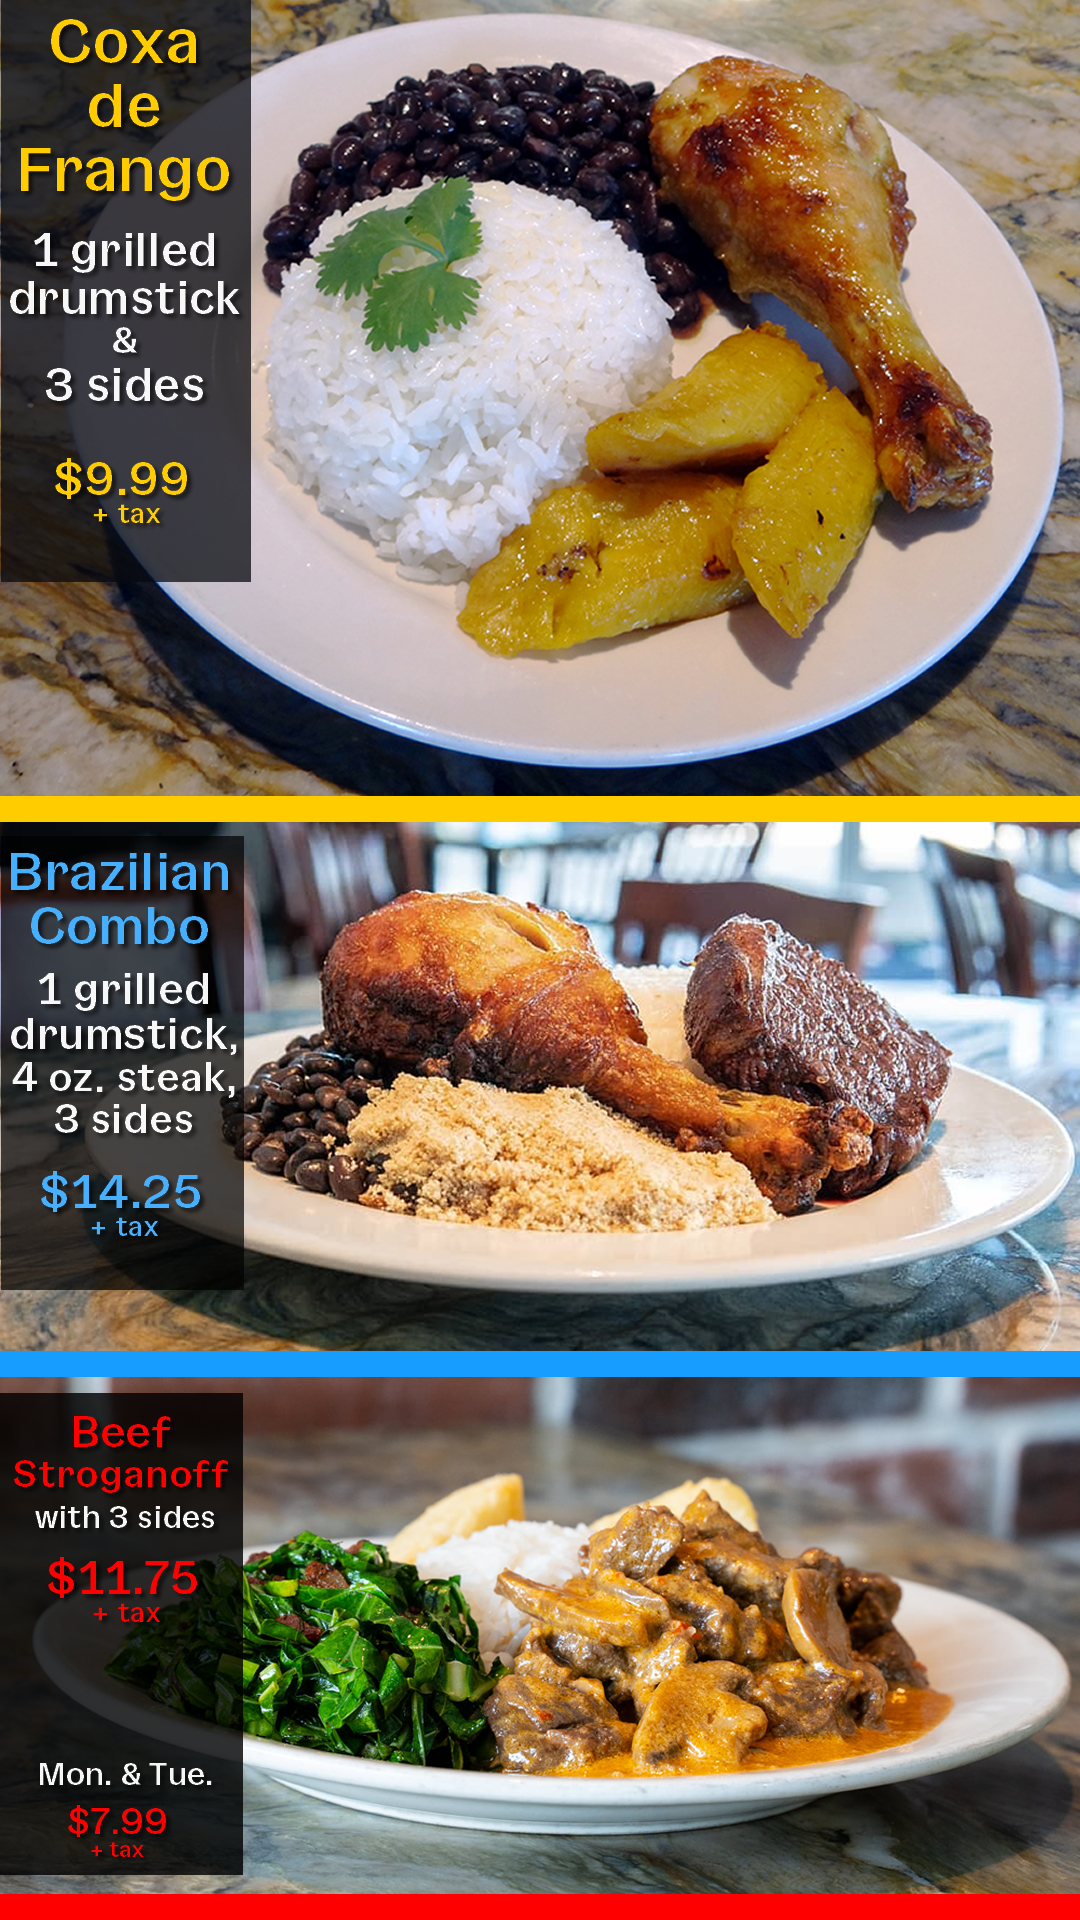 Coxa
de
Frango
1 grilled
drumstick
&
3 sides
$9.99
+ tax
Brazilian
Combo
1 grilled
drumstick,
4 oz. steak,
3 sides
$14.25
+ tax
Beef
Stroganoff
with 3 sides
$11.75
+ tax
Mon. & Tue.
$7.99
+ tax